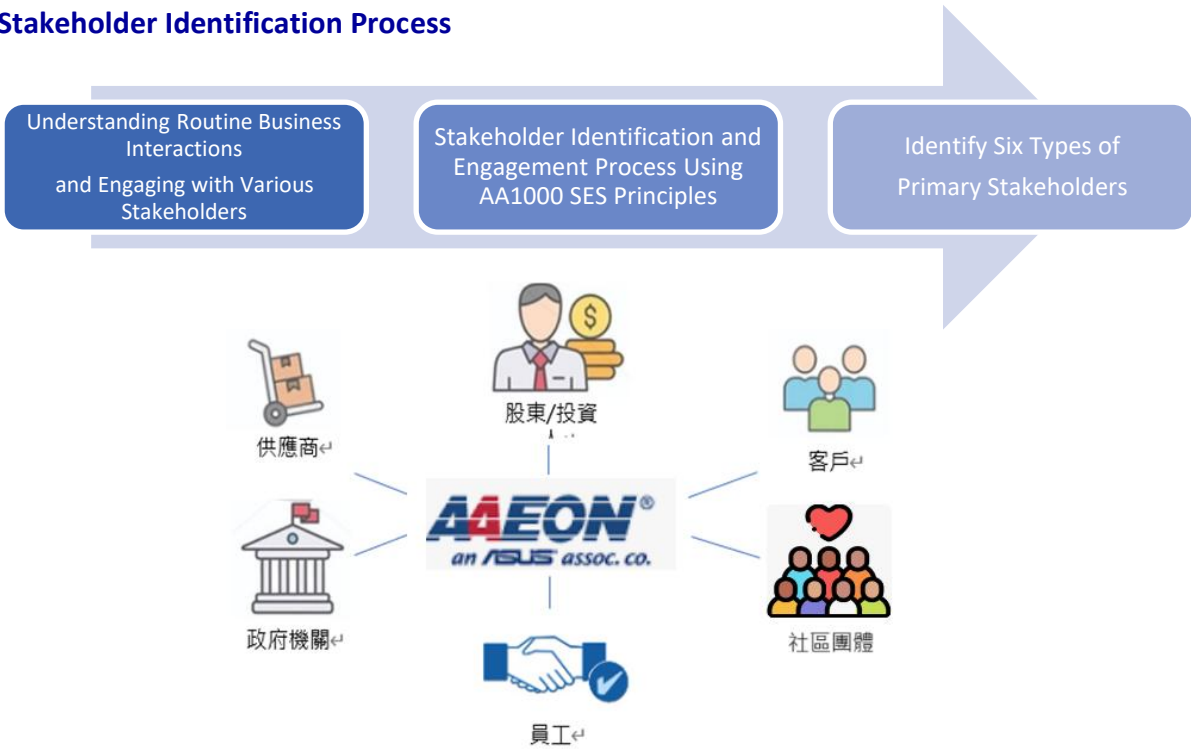 Stakeholder Identification Process
Understanding Routine Business
Interactions
and Engaging with Various
Stakeholders
Stakeholder Identification and
Engagement Process Using
AA1000 SES Principles
Identify Six Types of
Primary Stakeholders
股東/投資
供應商↵
客戶↵
AAEON®
an ASUS assoc. co.
政府機關↵
社區團體
員工↵